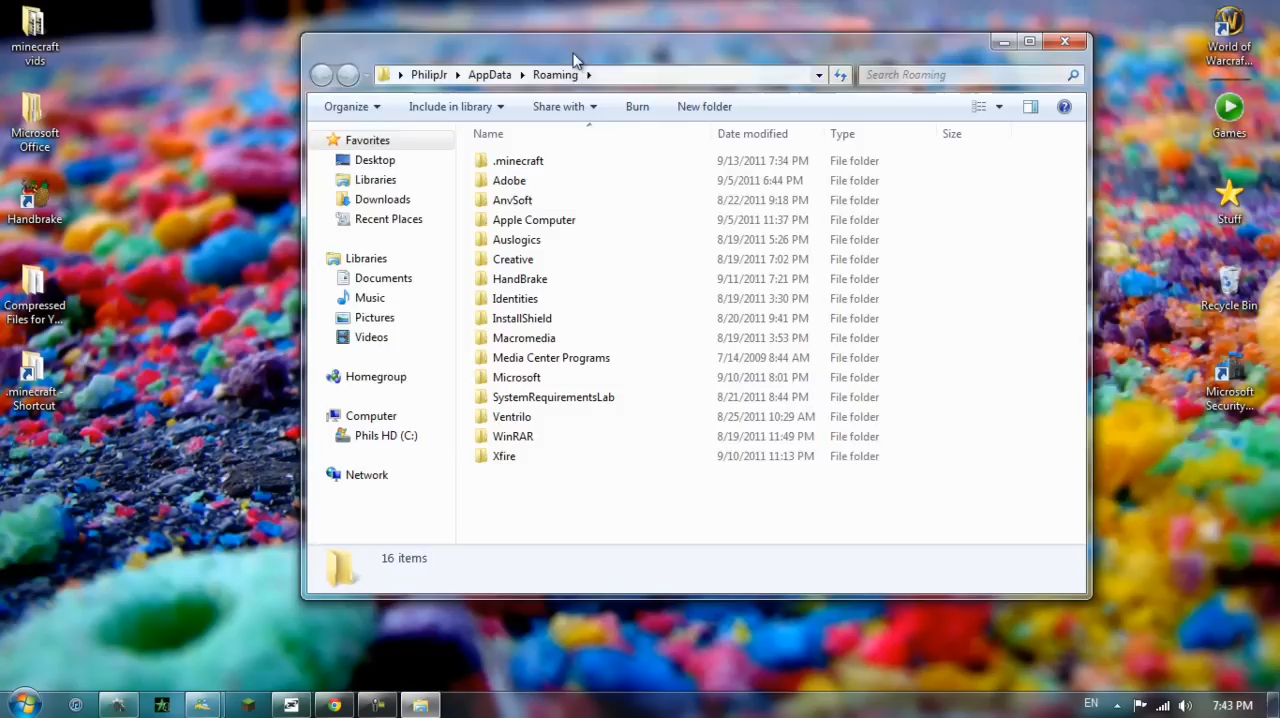 minecraft
vids
Microsoft
Office
Handbrake
Compressed
Files for Y...
.minecraft -
Shortcut
PhilipJr
AppData
Roaming
Search Roaming
Organize
Include in library
Share with
Burn
New folder
Favorites
Desktop
Libraries
Downloads
Recent Places
Libraries
Documents
Music
Pictures
Videos
Homegroup
Computer
Phils HD (C:)
Network
Name Date modified Type Size
.minecraft 9/13/2011 7:34 PM File folder
Adobe 9/5/2011 6:44 PM File folder
AnvSoft 8/22/2011 9:18 PM File folder
Apple Computer 9/5/2011 11:37 PM File folder
Auslogics 8/19/2011 5:26 PM File folder
Creative 8/19/2011 7:02 PM File folder
HandBrake 9/11/2011 7:21 PM File folder
Identities 8/19/2011 3:30 PM File folder
InstallShield 8/20/2011 9:41 PM File folder
Macromedia 8/19/2011 3:53 PM File folder
Media Center Programs 7/14/2009 8:44 AM File folder
Microsoft 9/10/2011 8:01 PM File folder
SystemRequirementsLab 8/21/2011 8:44 PM File folder
Ventrilo 8/25/2011 10:29 AM File folder
WinRAR 8/19/2011 11:49 PM File folder
Xfire 9/10/2011 11:13 PM File folder
16 items
World of
Warcraf...
Games
Stuff
Recycle Bin
Microsoft
Security...
EN
7:43 PM